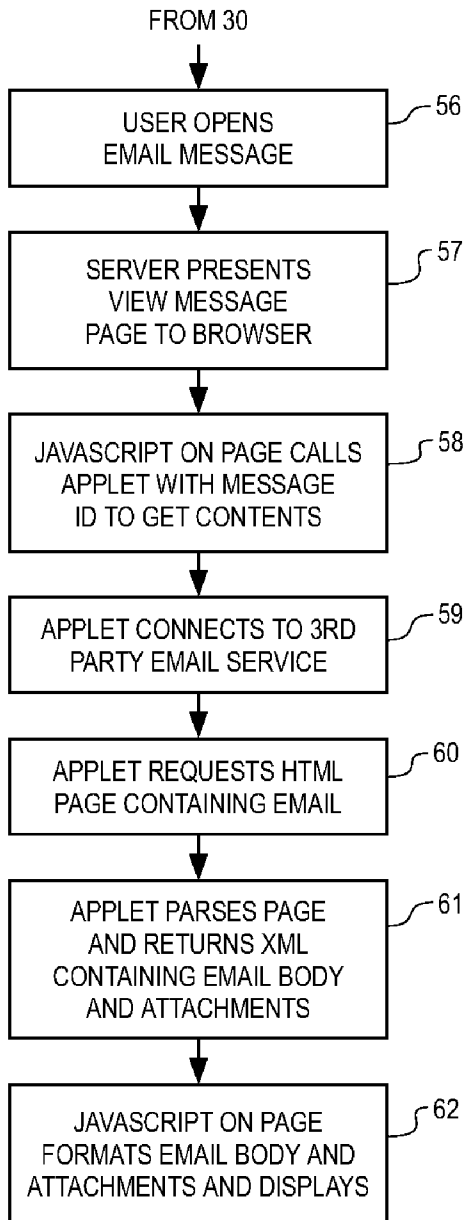 FROM 30
USER OPENS
EMAIL MESSAGE
56
SERVER PRESENTS
VIEW MESSAGE
PAGE TO BROWSER
57
JAVASCRIPT ON PAGE CALLS
APPLET WITH MESSAGE
ID TO GET CONTENTS
58
APPLET CONNECTS TO 3RD
PARTY EMAIL SERVICE
59
APPLET REQUESTS HTML
PAGE CONTAINING EMAIL
60
APPLET PARSES PAGE
AND RETURNS XML
CONTAINING EMAIL BODY
AND ATTACHMENTS
61
JAVASCRIPT ON PAGE
FORMATS EMAIL BODY AND
ATTACHMENTS AND DISPLAYS
62